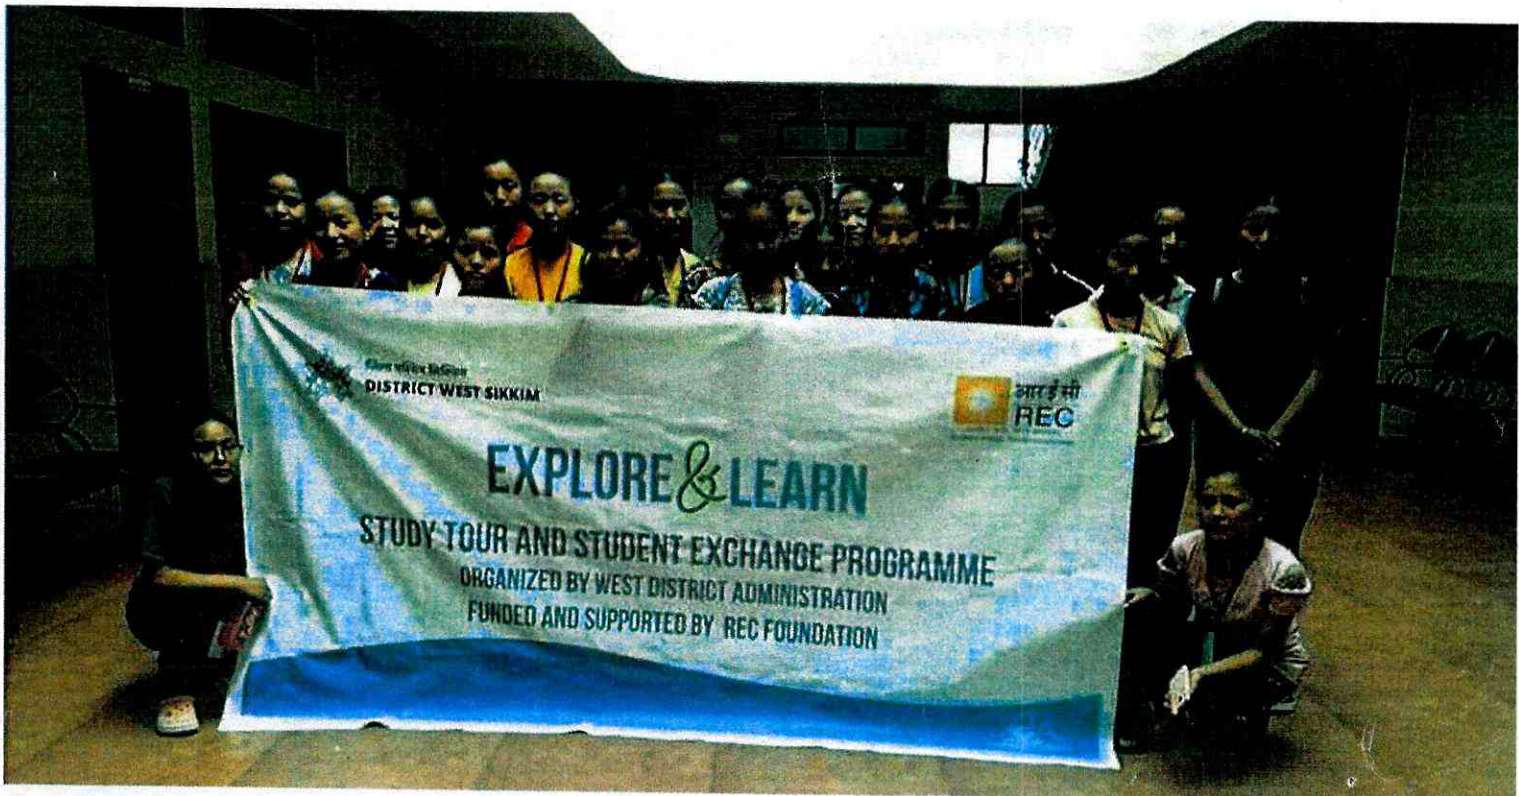 DISTRICT WEST SIKKIM
आर ई सी
REC
EXPLORE & LEARN
STUDY TOUR AND STUDENT EXCHANGE PROGRAMME
ORGANIZED BY WEST DISTRICT ADMINISTRATION
FUNDED AND SUPPORTED BY REC FOUNDATION